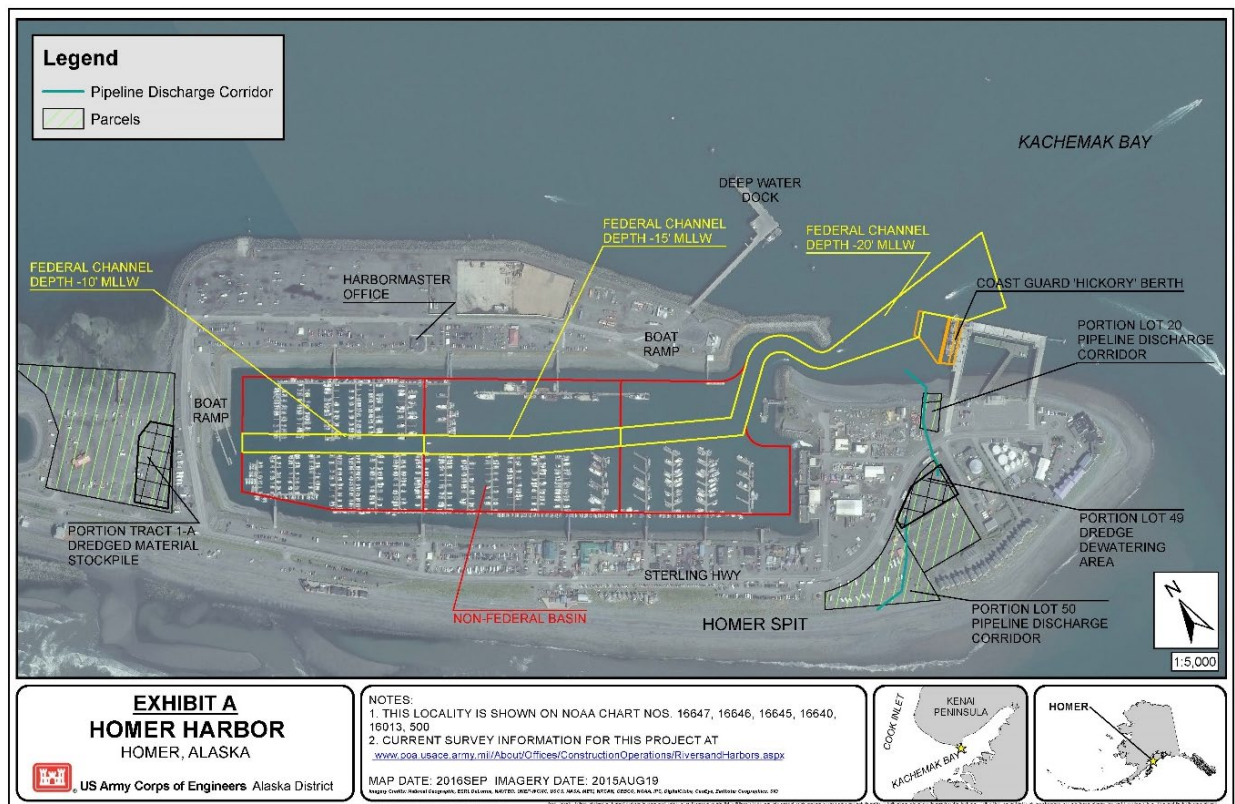 Legend
Pipeline Discharge Corridor
Parcels
KACHEMAK BAY
DEEP WATER
DOCK
FEDERAL CHANNEL
DEPTH -15' MLLW
FEDERAL CHANNEL
DEPTH -20' MLLW
FEDERAL CHANNEL
DEPTH -10' MLLW
HARBORMASTER
OFFICE
COAST GUARD 'HICKORY' BERTH
BOAT
RAMP
PORTION LOT 20
PIPELINE DISCHARGE
CORRIDOR
BOAT
RAMP
PORTION TRACT 1-A
DREDGED MATERIAL
STOCKPILE
PORTION LOT 49
DREDGE
DEWATERING
AREA
STERLING HWY
NON-FEDERAL BASIN
HOMER SPIT
PORTION LOT 50
PIPELINE DISCHARGE
CORRIDOR
N
1:5,000
EXHIBIT A
HOMER HARBOR
HOMER, ALASKA
US Army Corps of Engineers Alaska District
NOTES:
1. THIS LOCALITY IS SHOWN ON NOAA CHART NOS. 16647, 16646, 16645, 16640,
16013, 500
2. CURRENT SURVEY INFORMATION FOR THIS PROJECT AT
www.poa.usace.army.mil/About/Offices/ConstructionOperations/RiversandHarbors.aspx
MAP DATE: 2016SEP IMAGERY DATE: 2015AUG19
COOK INLET
KENAI
PENINSULA
KACHEMAK BAY
HOMER